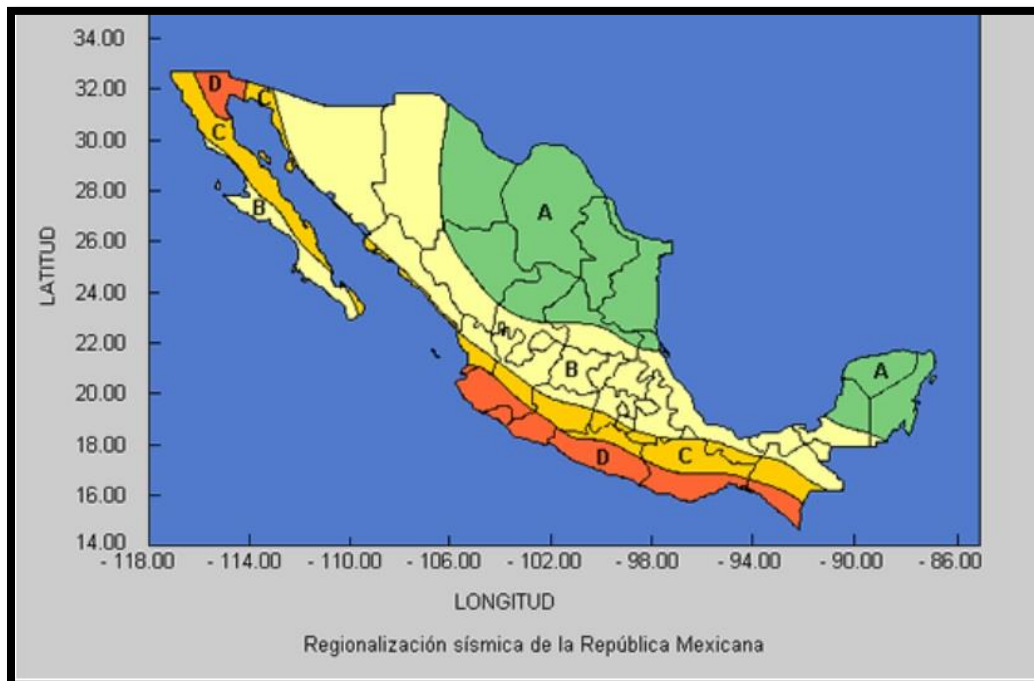 34.00
32.00
30.00
28.00
26.00
24.00
22.00
20.00
18.00
16.00
14.00
LATITUD
D
C
C
B
A
B
A
D
C
- 118.00 - 114.00 - 110.00 - 106.00 - 102.00 - 98.00 - 94.00 - 90.00 - 86.00
LONGITUD
Regionalización sísmica de la República Mexicana